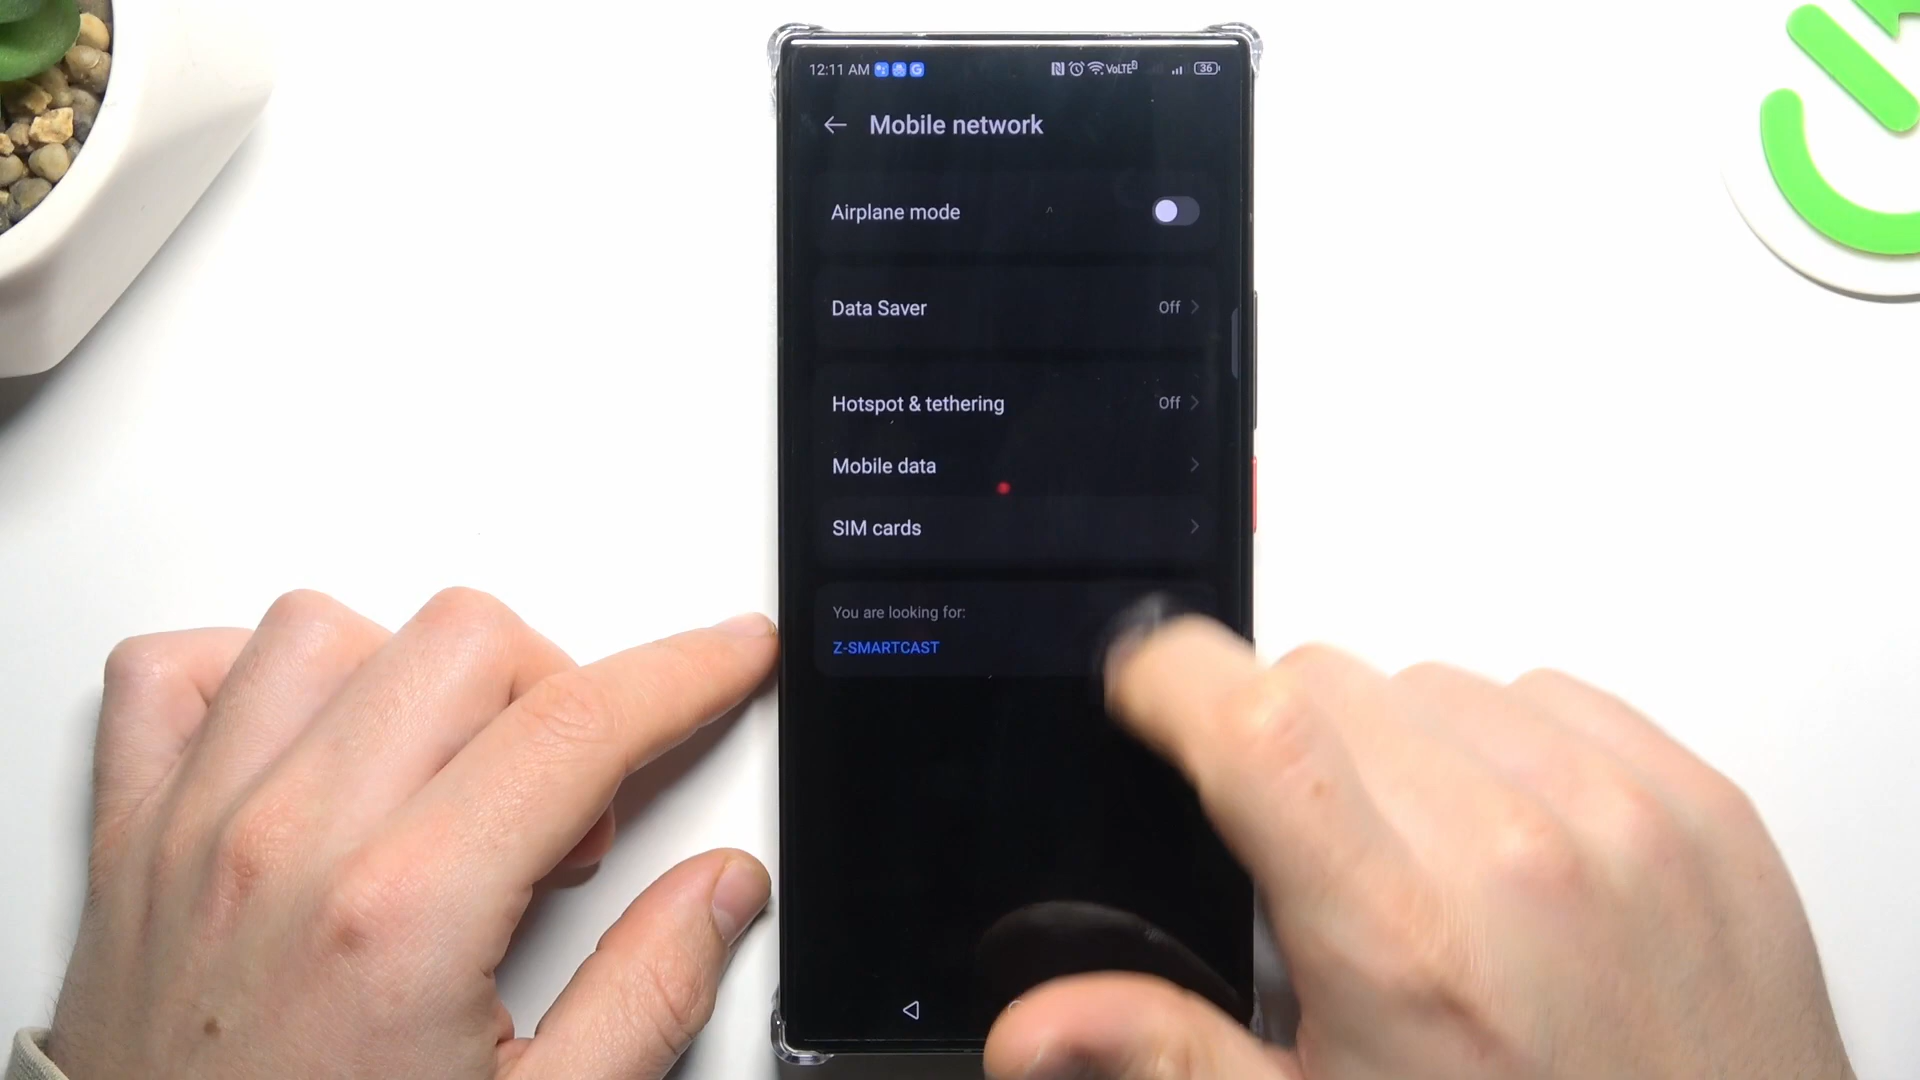 12:11 AM VoLTE 36
Mobile network
Airplane mode
Data Saver Off
Hotspot & tethering Off
Mobile data
SIM cards
You are looking for:
Z-SMARTCAST